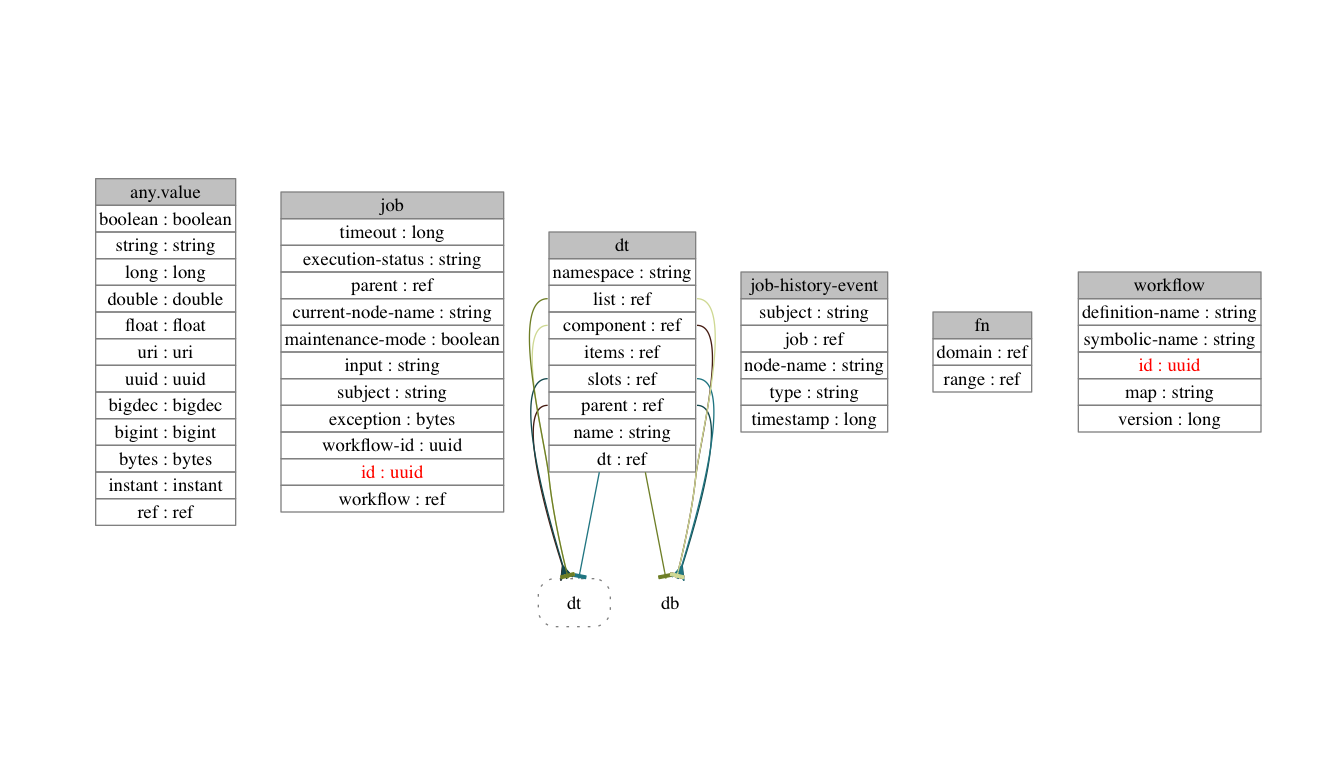 any.value
boolean : boolean
string : string
long : long
double : double
float : float
uri : uri
uuid : uuid
bigdec : bigdec
bigint : bigint
bytes : bytes
instant : instant
ref : ref
job
timeout : long
execution-status : string
parent : ref
current-node-name : string
maintenance-mode : boolean
input : string
subject : string
exception : bytes
workflow-id : uuid
id : uuid
workflow : ref
dt
namespace : string
list : ref
component : ref
items : ref
slots : ref
parent : ref
name : string
dt : ref
dt
db
job-history-event
subject : string
job : ref
node-name : string
type : string
timestamp : long
fn
domain : ref
range : ref
workflow
definition-name : string
symbolic-name : string
id : uuid
map : string
version : long